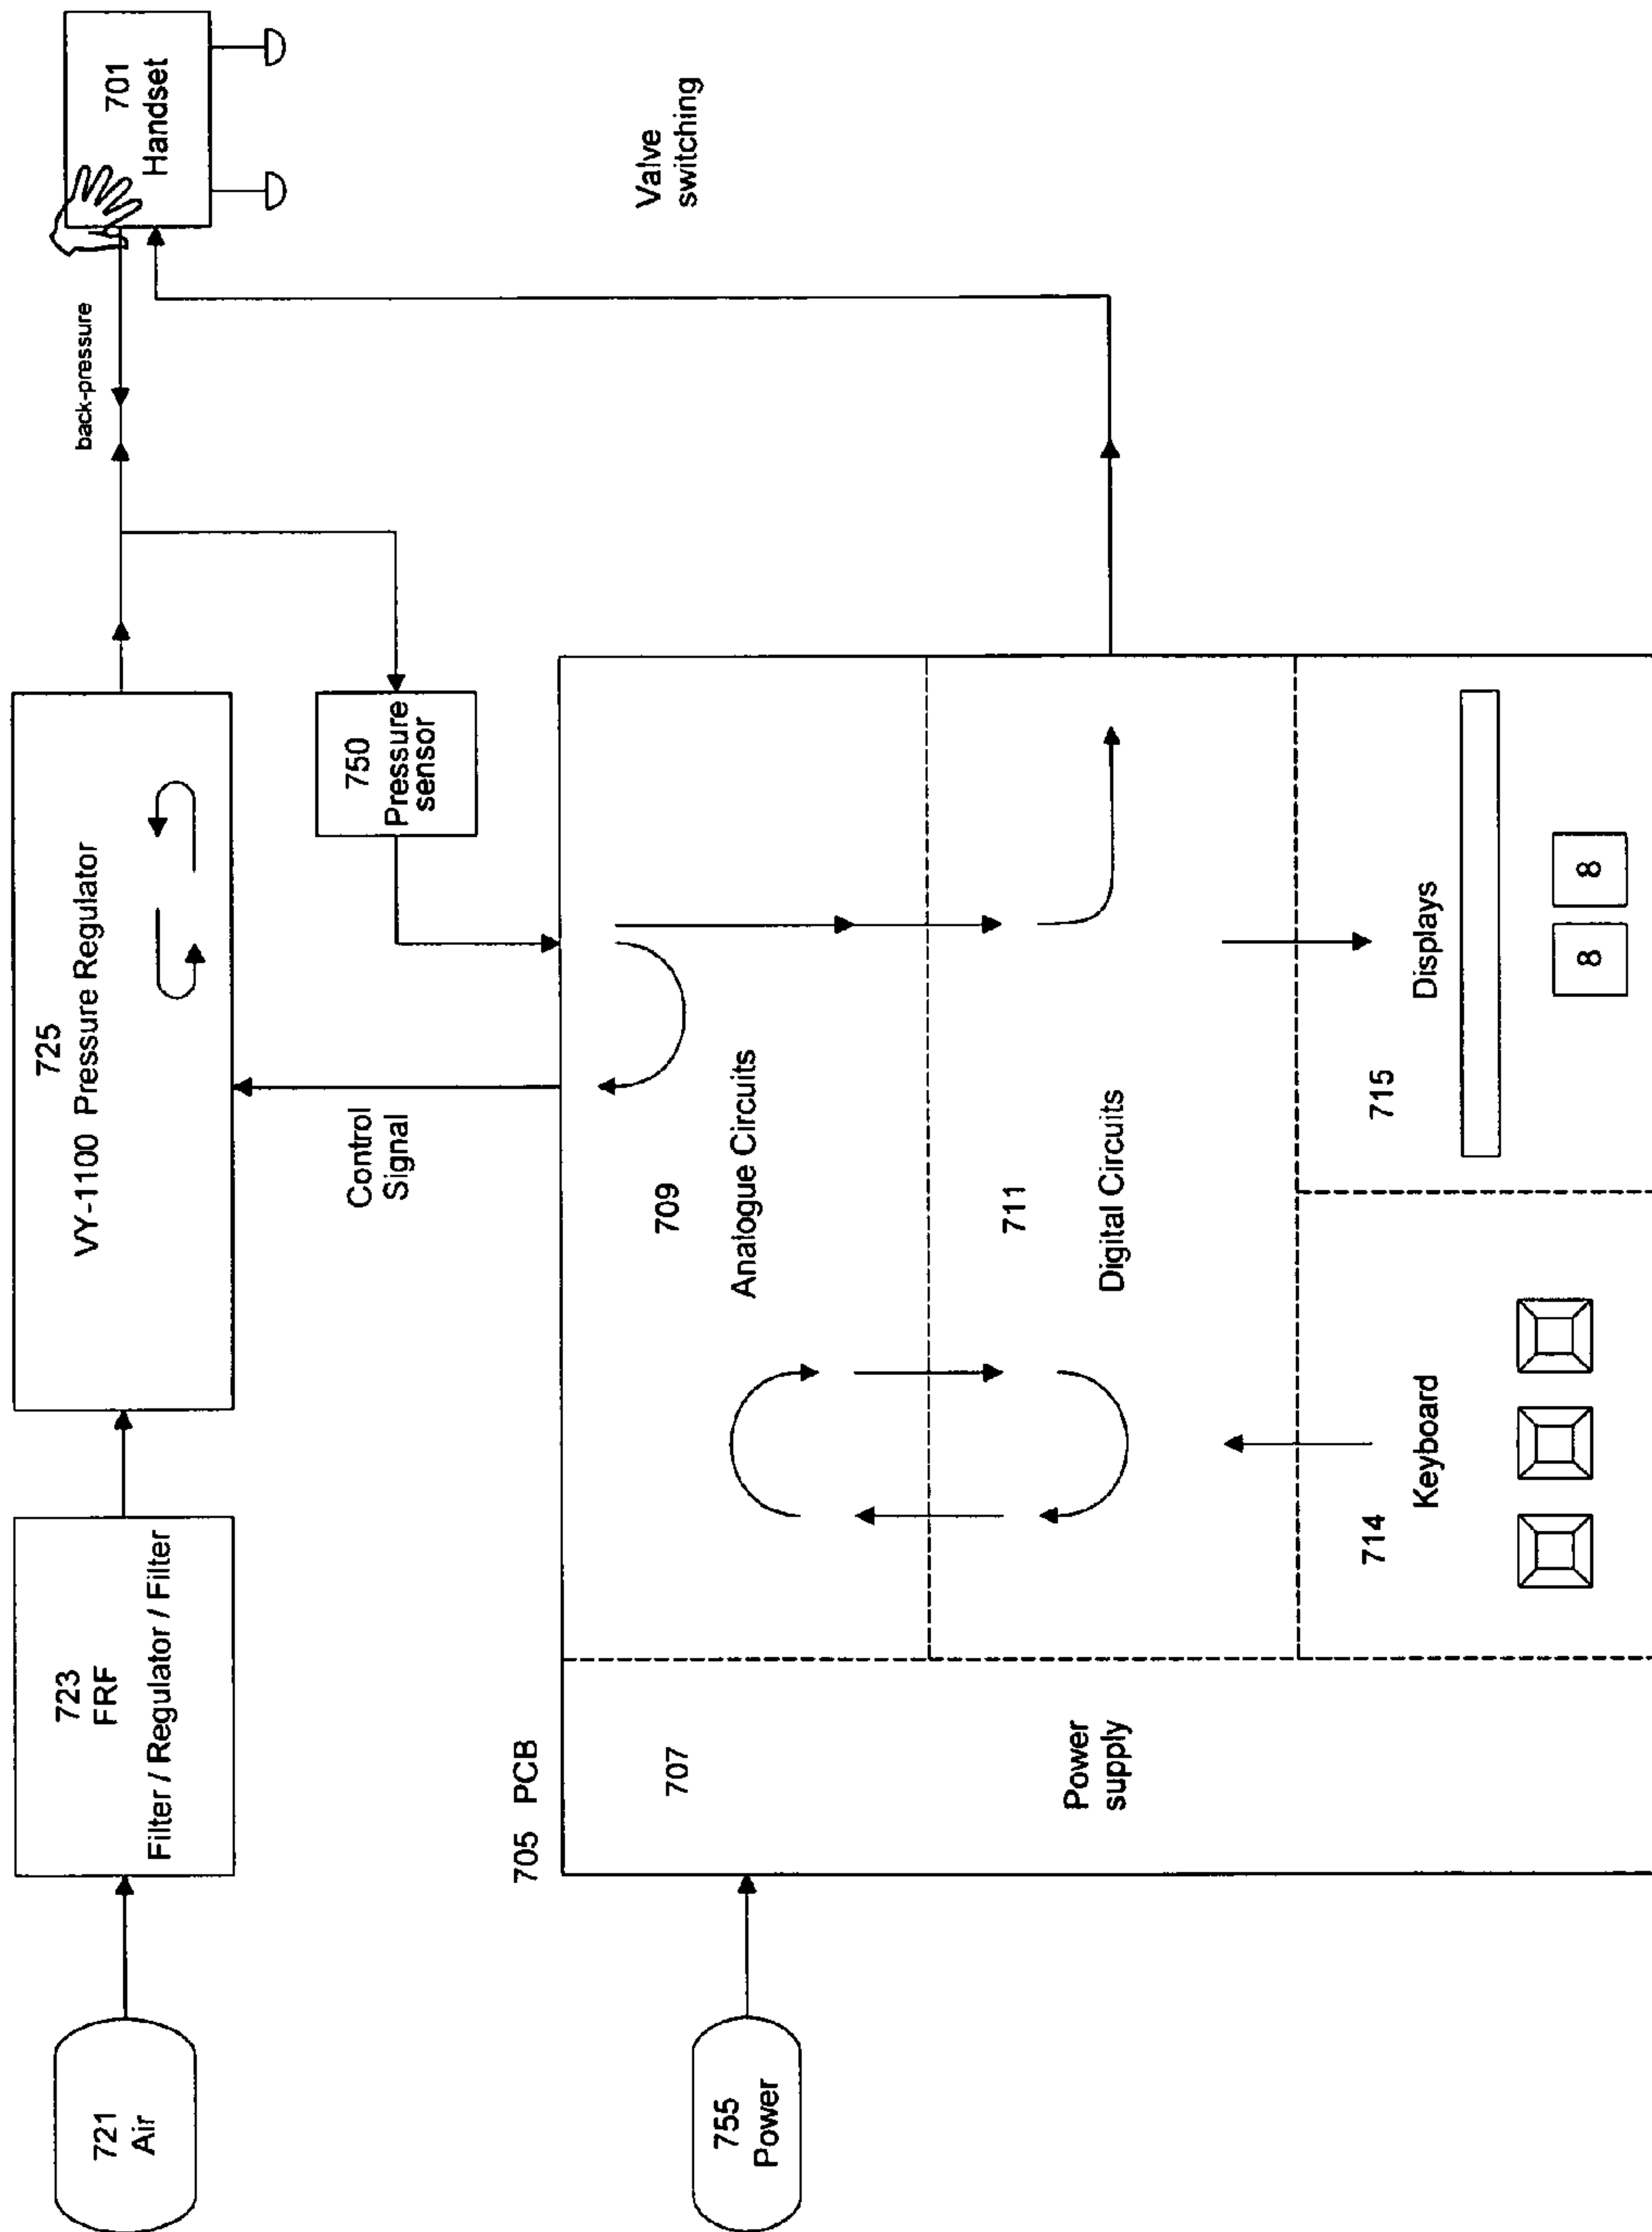 721
Air
723
FRF
Filter / Regulator / Filter
725
VY-1100 Pressure Regulator
back-pressure
701
Handset
Control
Signal
750
Pressure
sensor
Valve
switching
705 PCB
755
Power
707
Power
supply
709
Analogue Circuits
711
Digital Circuits
714
Keyboard
715
Displays
8 8